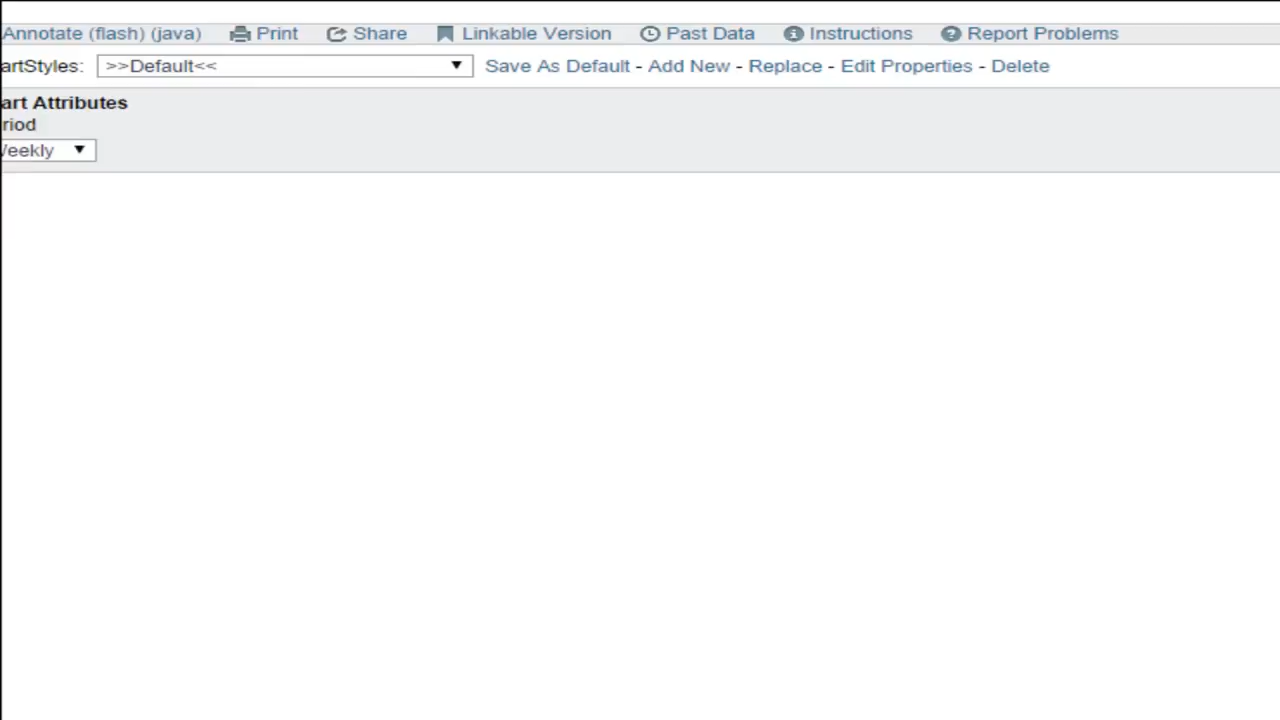 Annotate (flash) (java) Print Share Linkable Version Past Data Instructions Report Problems
artStyles: >>Default<< Save As Default - Add New - Replace - Edit Properties - Delete
art Attributes
riod
Weekly